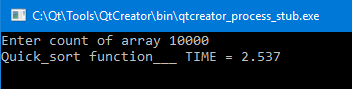 C:\Qt\Tools\QtCreator\bin\qtcreator_process_stub.exe
Enter count of array 10000
Quick_sort function___ TIME = 2.537